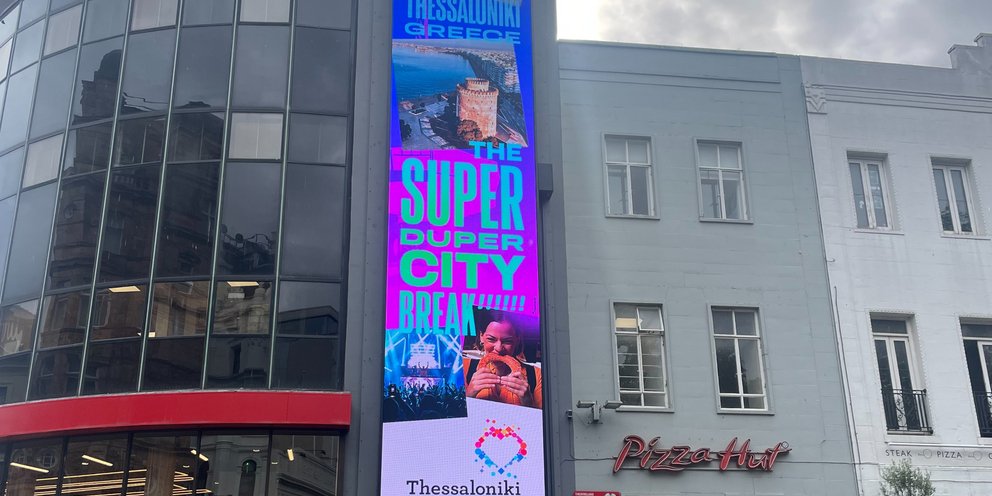 THESSALONIKI
GREECE
THE
SUPER
DUPER
CITY
BREAK''''''
Thessaloniki
Pizza Hut
STEAK · PIZZA ·